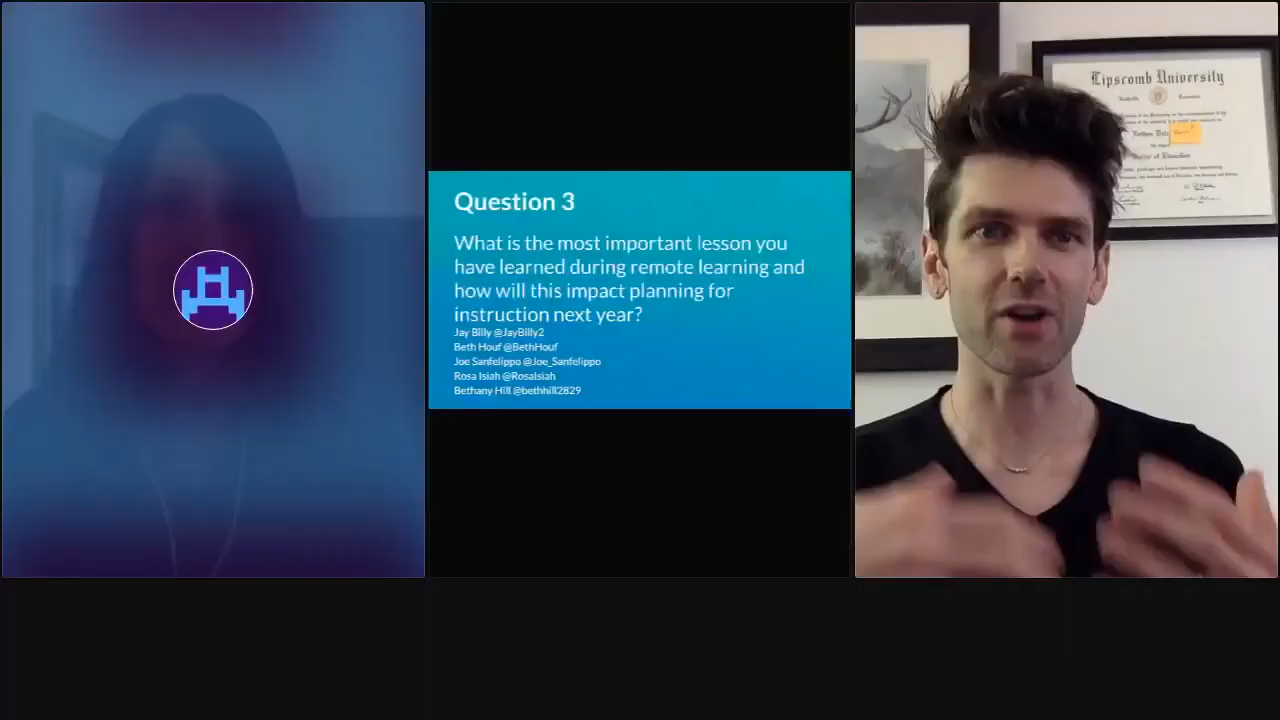 Question 3
What is the most important lesson you
have learned during remote learning and
how will this impact planning for
instruction next year?
Jay Billy @JayBilly2
Beth Houf @BethHouf
Joe Sanfelippo @Joe_Sanfelippo
Rosa Isiah @RosaIsiah
Bethany Hill @bethhill2829
Lipscomb University